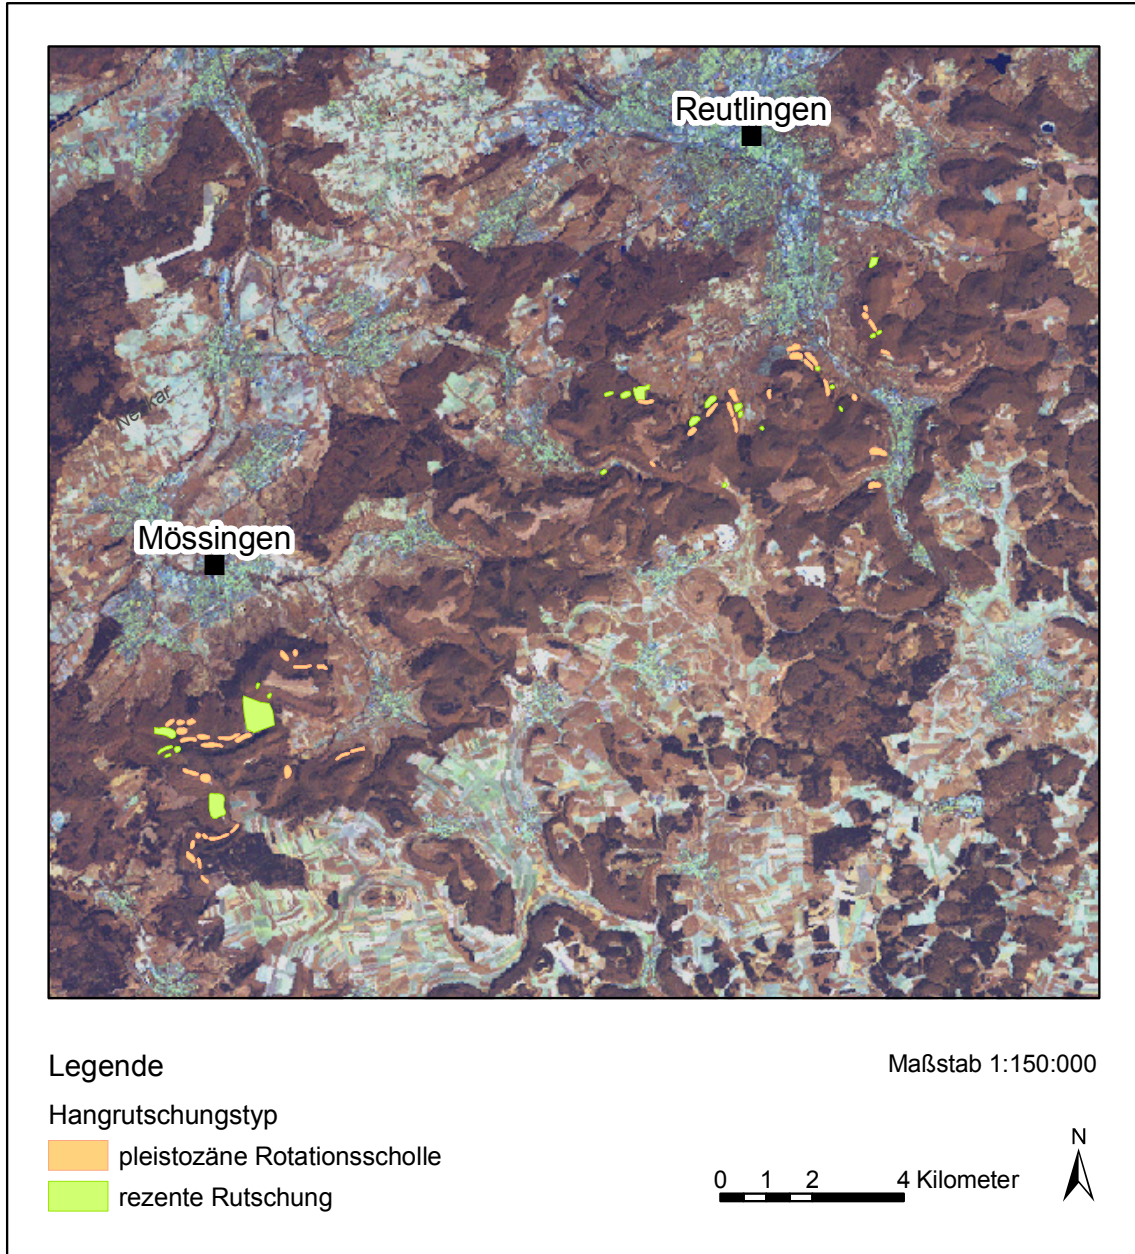 Reutlingen
Neckar
Mössingen
Legende
Maßstab 1:150:000
Hangrutschungstyp
pleistozäne Rotationsscholle
rezente Rutschung
0 1 2 4 Kilometer
N